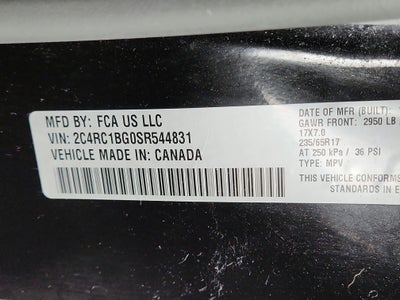 MFD BY: FCA US LLC
VIN: 2C4RC1BG0SR544831
VEHICLE MADE IN: CANADA
DATE OF MFR (BUILT):
GAWR FRONT: 2950 LB
17X7.0
235/65R17
AT 250 kPa / 36 PSI
TYPE: MPV
THIS VEHICLE CONFORMS
STANDARDS IN